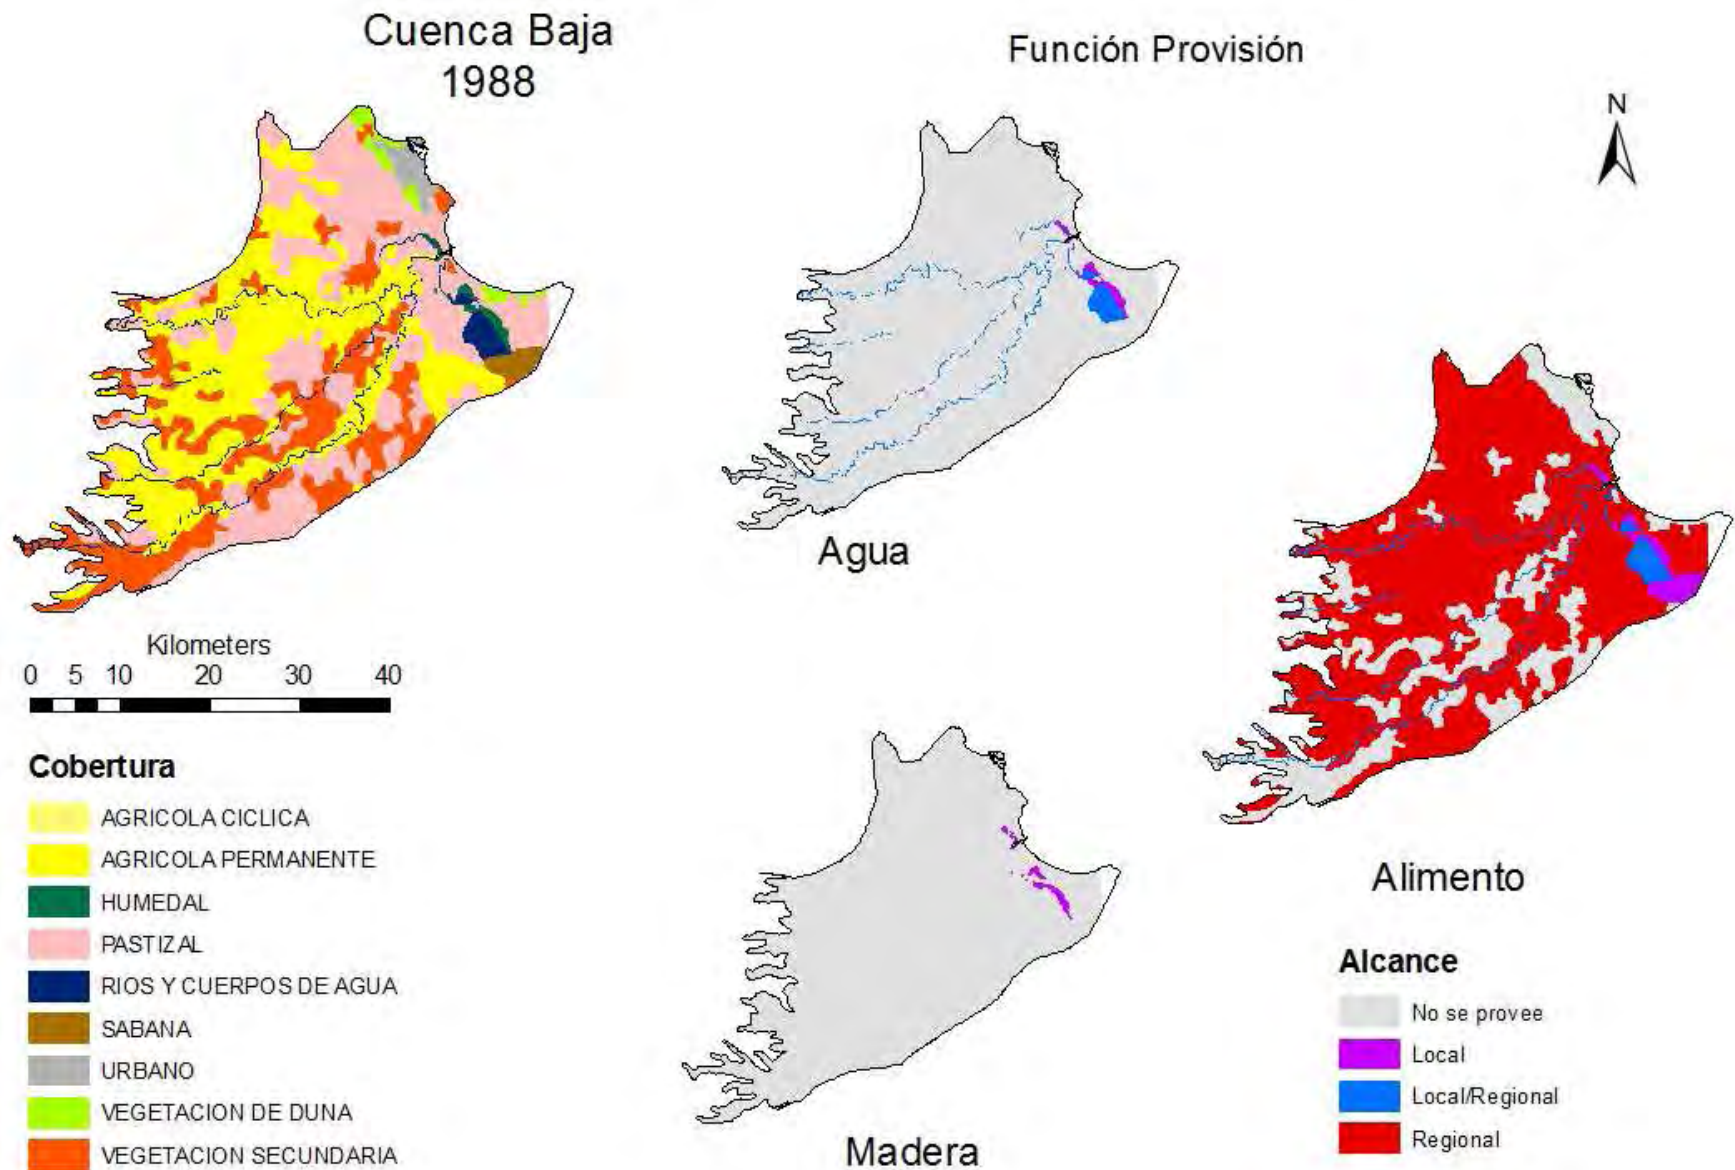 Cuenca Baja
1988
Función Provisión
N
Agua
Kilometers
0 5 10 20 30 40
Cobertura
AGRICOLA CICLICA
AGRICOLA PERMANENTE
HUMEDAL
PASTIZAL
RIOS Y CUERPOS DE AGUA
SABANA
URBANO
VEGETACION DE DUNA
VEGETACION SECUNDARIA
Madera
Alimento
Alcance
No se provee
Local
Local/Regional
Regional